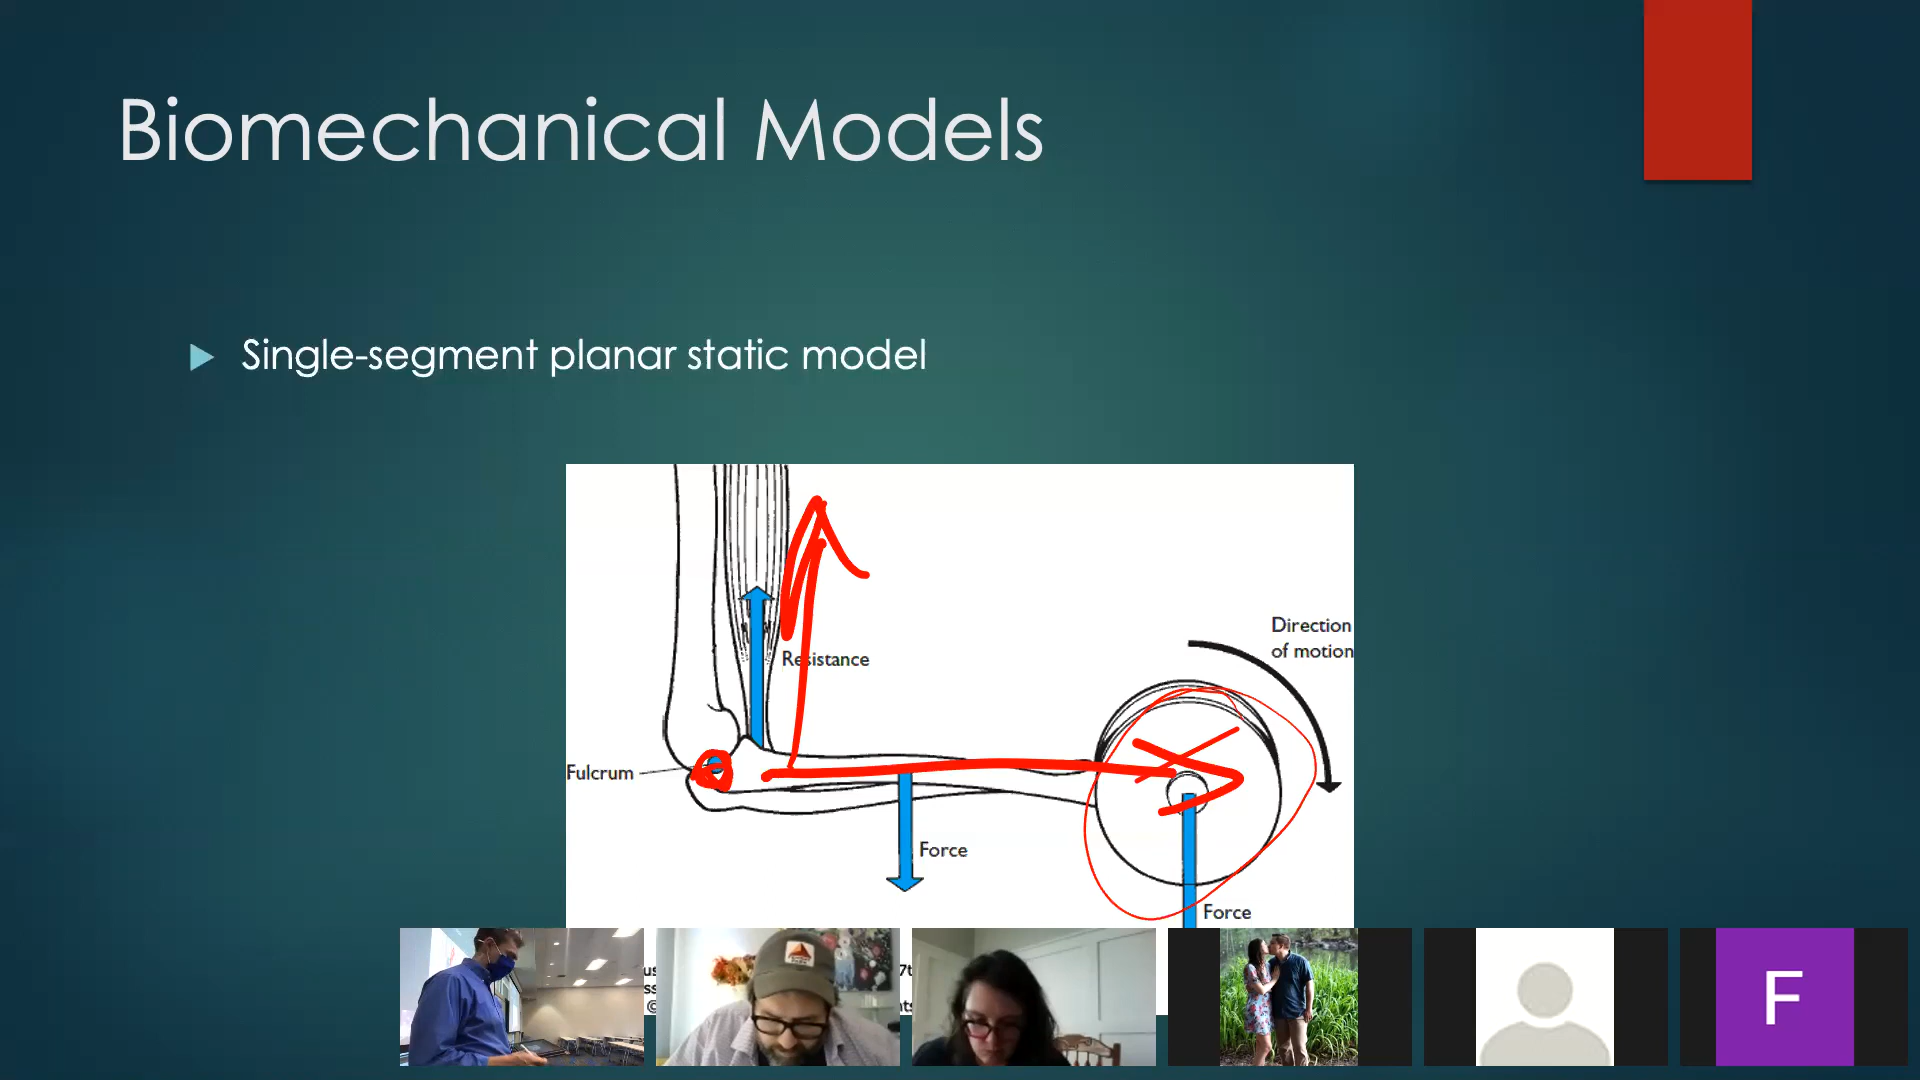 Biomechanical Models
Single-segment planar static model
Direction
of motion
Resistance
Fulcrum
Force
Force
F